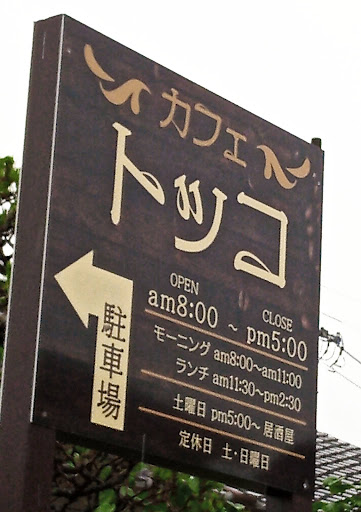 カフェ
トツコ
OPEN
am8:00 ~ CLOSE pm5:00
モーニング am8:00~am11:00
ランチ am11:30~pm2:30
土曜日 pm5:00~ 居酒屋
定休日 土・日曜日
駐車場